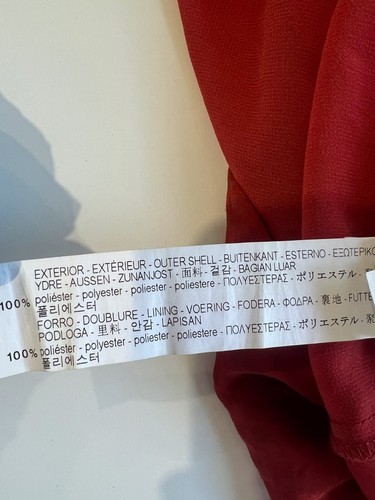 EXTERIOR - EXTÉRIEUR - OUTER SHELL - BUITENKANT - ESTERNO - ΕΞΩΤΕΡΙΚΟ
YDRE - AUSSEN - ZUNANJOST - 面料 - 겉감 - BAGIAN LUAR
100% poliéster - polyester - poliester - poliestere - ΠΟΛΥΕΣΤΕΡΑΣ - ポリエステル -
폴리에스터
FORRO - DOUBLURE - LINING - VOERING - FODERA - ΦΟΔΡΑ - 裏地 - FUTTE
PODLOGA - 里料 - 안감 - LAPISAN
100% poliéster - polyester - poliester - poliestere - ΠΟΛΥΕΣΤΕΡΑΣ - ポリエステル - 聚
폴리에스터